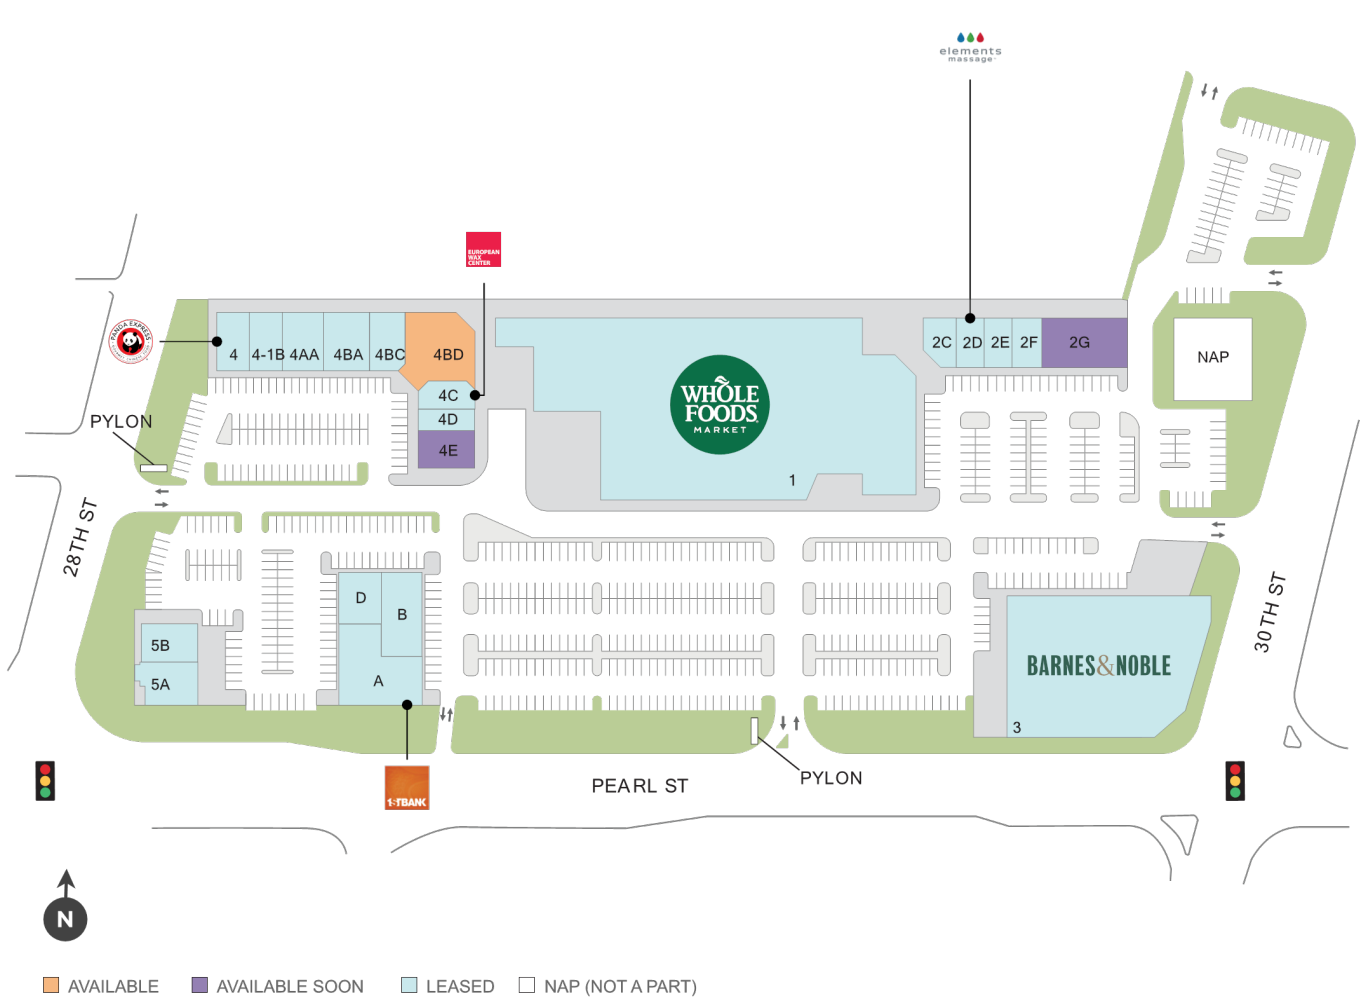 elements
massage
EUROPEAN
WAX
CENTER
PANDA EXPRESS
4
4-1B
4AA
4BA
4BC
4BD
4C
4D
4E
2C
2D
2E
2F
2G
NAP
WHOLE
FOODS
MARKET
1
PYLON
28TH ST
30TH ST
D
B
A
5B
5A
BARNES&NOBLE
3
1STBANK
PEARL ST
PYLON
N
AVAILABLE
AVAILABLE SOON
LEASED
NAP (NOT A PART)